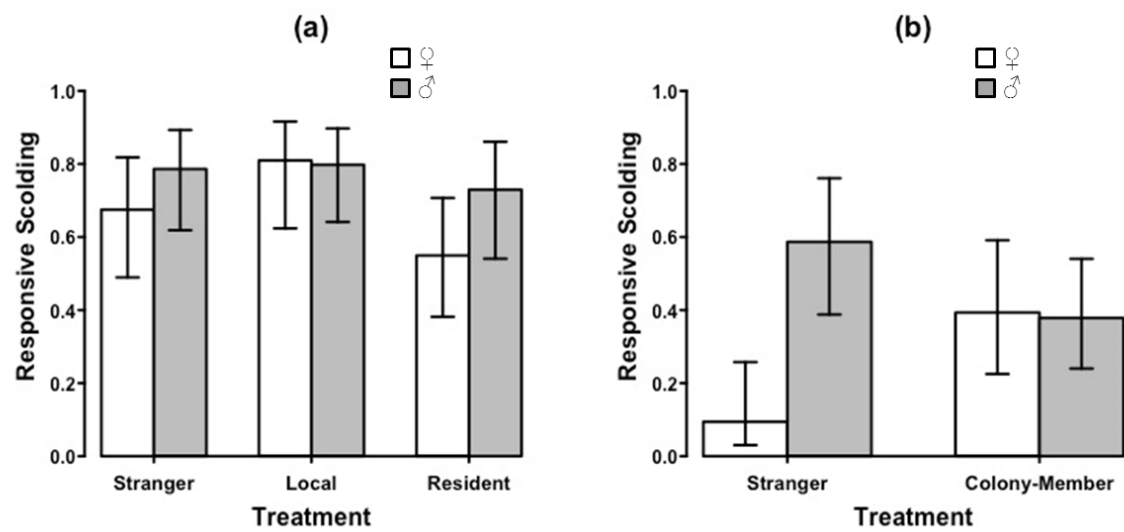 (a)
♀
♂
1.0
0.8
0.6
0.4
0.2
0.0
Responsive Scolding
Stranger Local Resident
Treatment
(b)
♀
♂
1.0
0.8
0.6
0.4
0.2
0.0
Responsive Scolding
Stranger Colony-Member
Treatment